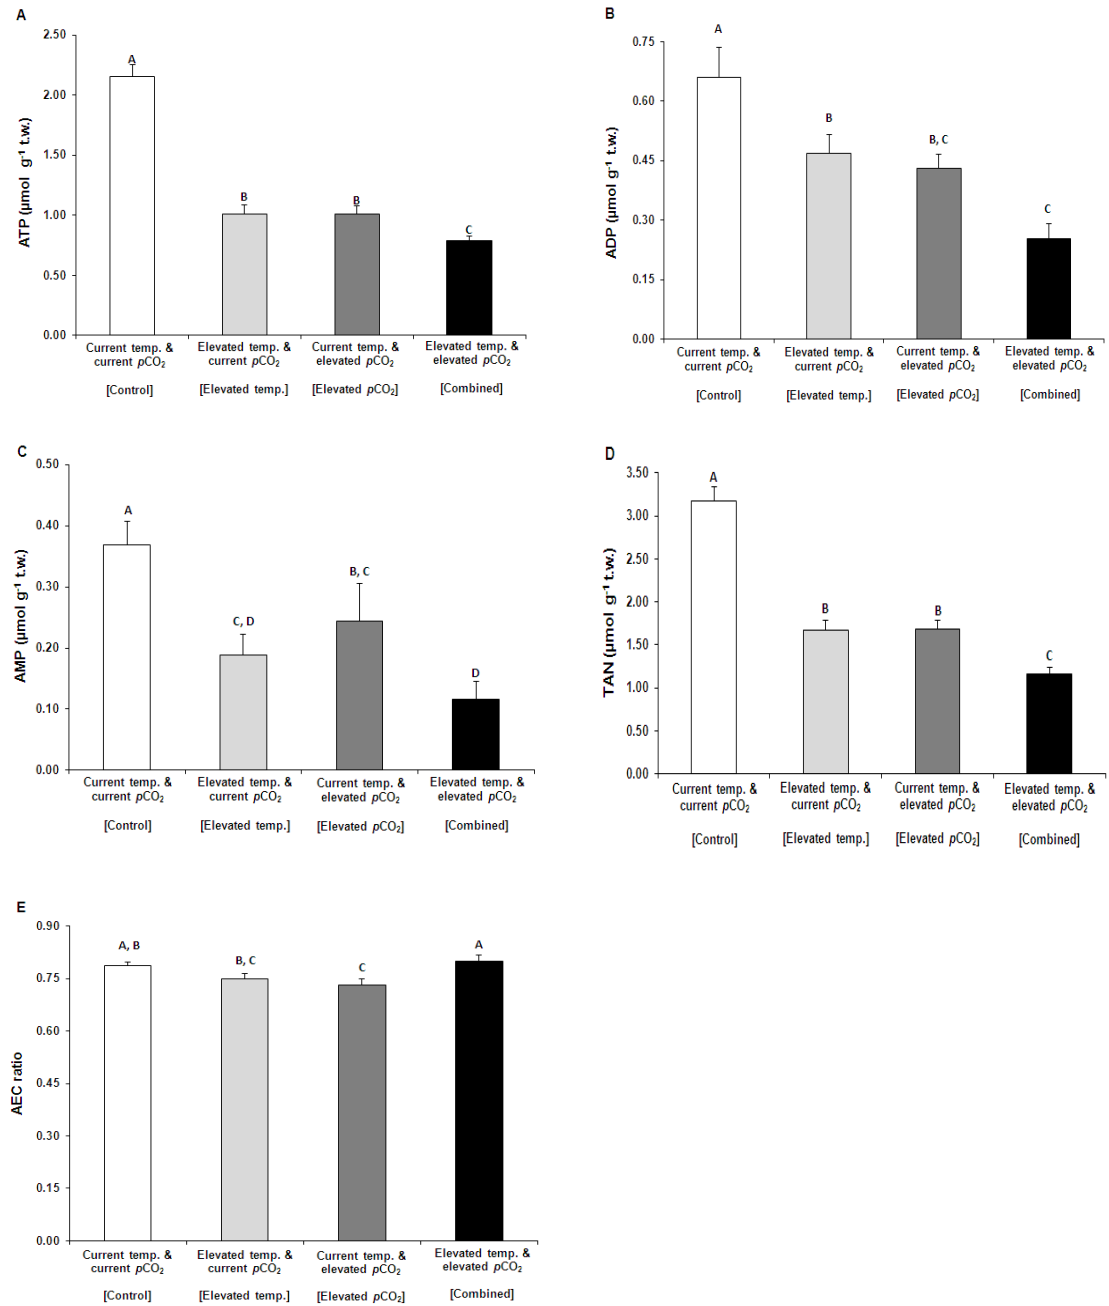 A
2.50
2.00
1.50
1.00
0.50
0.00
ATP (µmol g⁻¹ t.w.)
A
B
B
C
Current temp. & current pCO₂
Elevated temp. & current pCO₂
Current temp. & elevated pCO₂
Elevated temp. & elevated pCO₂
[Control]
[Elevated temp.]
[Elevated pCO₂]
[Combined]
B
0.75
0.60
0.45
0.30
0.15
0.00
ADP (µmol g⁻¹ t.w.)
A
B
B, C
C
Current temp. & current pCO₂
Elevated temp. & current pCO₂
Current temp. & elevated pCO₂
Elevated temp. & elevated pCO₂
[Control]
[Elevated temp.]
[Elevated pCO₂]
[Combined]
C
0.50
0.40
0.30
0.20
0.10
0.00
AMP (µmol g⁻¹ t.w.)
A
C, D
B, C
D
Current temp. & current pCO₂
Elevated temp. & current pCO₂
Current temp. & elevated pCO₂
Elevated temp. & elevated pCO₂
[Control]
[Elevated temp.]
[Elevated pCO₂]
[Combined]
D
3.50
3.00
2.50
2.00
1.50
1.00
0.50
0.00
TAN (µmol g⁻¹ t.w.)
A
B
B
C
Current temp. & current pCO₂
Elevated temp. & current pCO₂
Current temp. & elevated pCO₂
Elevated temp. & elevated pCO₂
[Control]
[Elevated temp.]
[Elevated pCO₂]
[Combined]
E
0.90
0.75
0.60
0.45
0.30
0.15
0.00
AEC ratio
A, B
B, C
C
A
Current temp. & current pCO₂
Elevated temp. & current pCO₂
Current temp. & elevated pCO₂
Elevated temp. & elevated pCO₂
[Control]
[Elevated temp.]
[Elevated pCO₂]
[Combined]